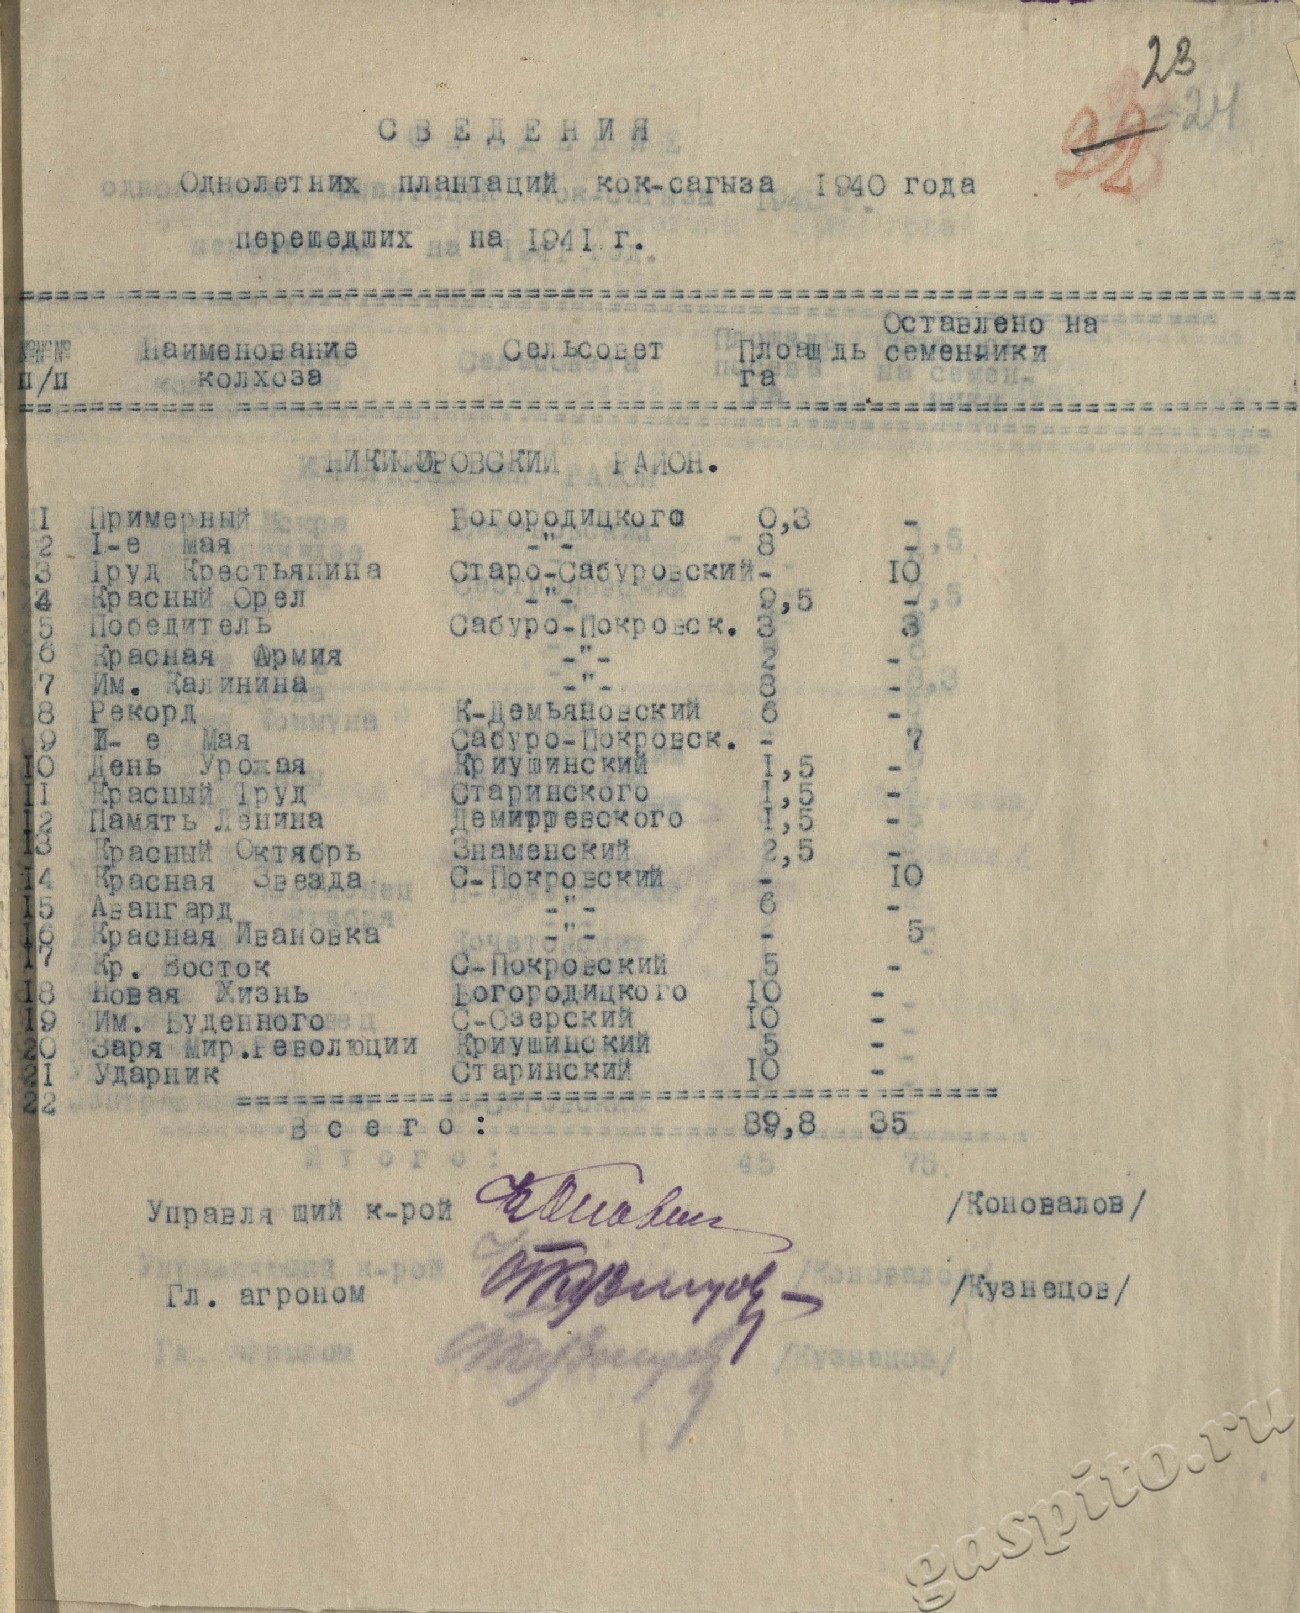 23
22 24
СВЕДЕНИЯ
Однолетних плантаций кок-сагыза 1940 года
перешедших на 1941 г.
Оставлено на
№№ Наименование Сельсовет Площадь семенники
п/п колхоза га
НИКИФОРОВСКИЙ РАЙОН.
1 Примерный Богородицкого 0,3 -
2 I-е мая -"- 8 -
3 Труд Крестьянина Старо-Сабуровский - 10
4 Красный Орел -"- 9,5 -
5 Победитель Сабуро-Покровск. 3 3
6 Красная Армия -"- 2 -
7 Им. Калинина -"- 8 -
8 Рекорд К-Демьяновский 6 -
9 I-е Мая Сабуро-Покровск. - 7
10 День Урожая Криушинский 1,5 -
11 Красный Труд Старинского 1,5 -
12 Память Ленина Демитриевского 1,5 -
13 Красный Октябрь Знаменский 2,5 -
14 Красная Звезда С-Покровский - 10
15 Авангард -"- 6 -
16 Красная Ивановка -"- - 5
17 Кр. Восток С-Покровский 5 -
18 Новая Жизнь Богородицкого 10 -
19 Им. Буденного С-Озерский 10 -
20 Заря Мир.Революции Криушинский 5 -
21 Ударник Старинский 10 -
22
Всего: 89,8 35
Управля щий к-рой /Коновалов/
Гл. агроном /Кузнецов/
gaspito.ru